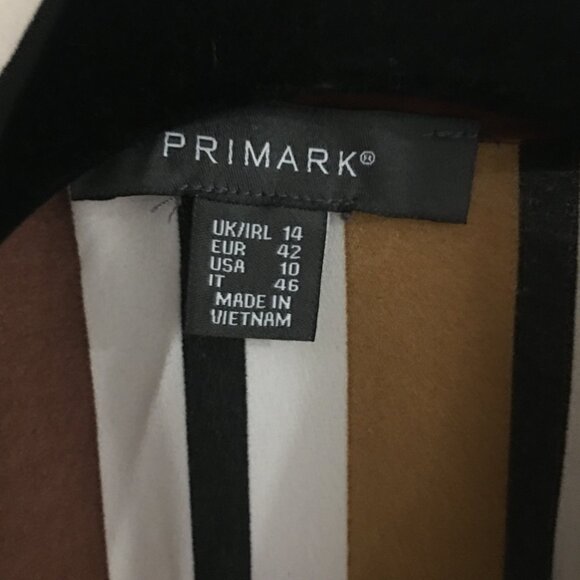 PRIMARK®
UK/IRL 14
EUR 42
USA 10
IT 46
MADE IN
VIETNAM